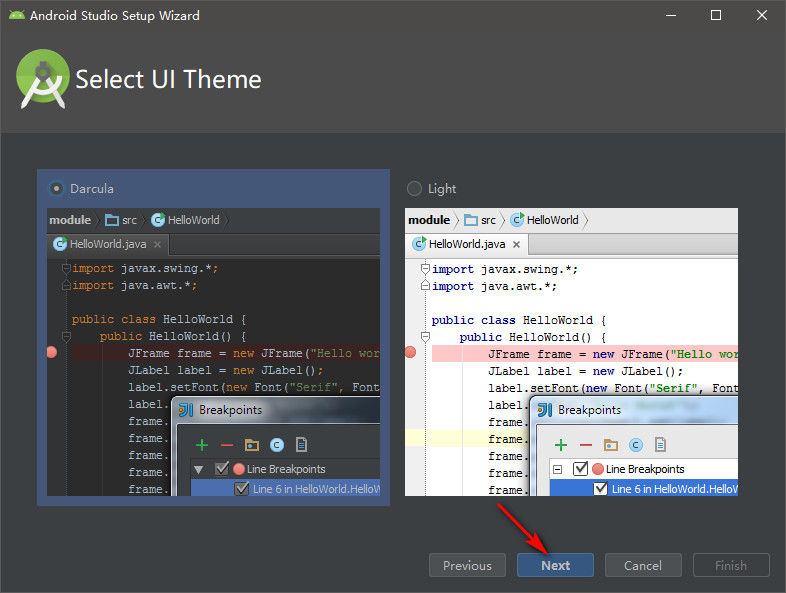 Android Studio Setup Wizard
Select UI Theme
Darcula
module src HelloWorld
HelloWorld.java
import javax.swing.*;
import java.awt.*;
public class HelloWorld {
public HelloWorld() {
JFrame frame = new JFrame("Hello wor
JLabel label = new JLabel();
label.setFont(new Font("Serif", Font
label.
frame.
frame.
frame.
frame.
frame.
Breakpoints
Line Breakpoints
Line 6 in HelloWorld.HelloW
Light
module src HelloWorld
HelloWorld.java
import javax.swing.*;
import java.awt.*;
public class HelloWorld {
public HelloWorld() {
JFrame frame = new JFrame("Hello wor
JLabel label = new JLabel();
label.setFont(new Font("Serif", Font
label.
frame.
frame.
frame.
frame.
frame.
Breakpoints
Line Breakpoints
Line 6 in HelloWorld.HelloW
Previous
Next
Cancel
Finish